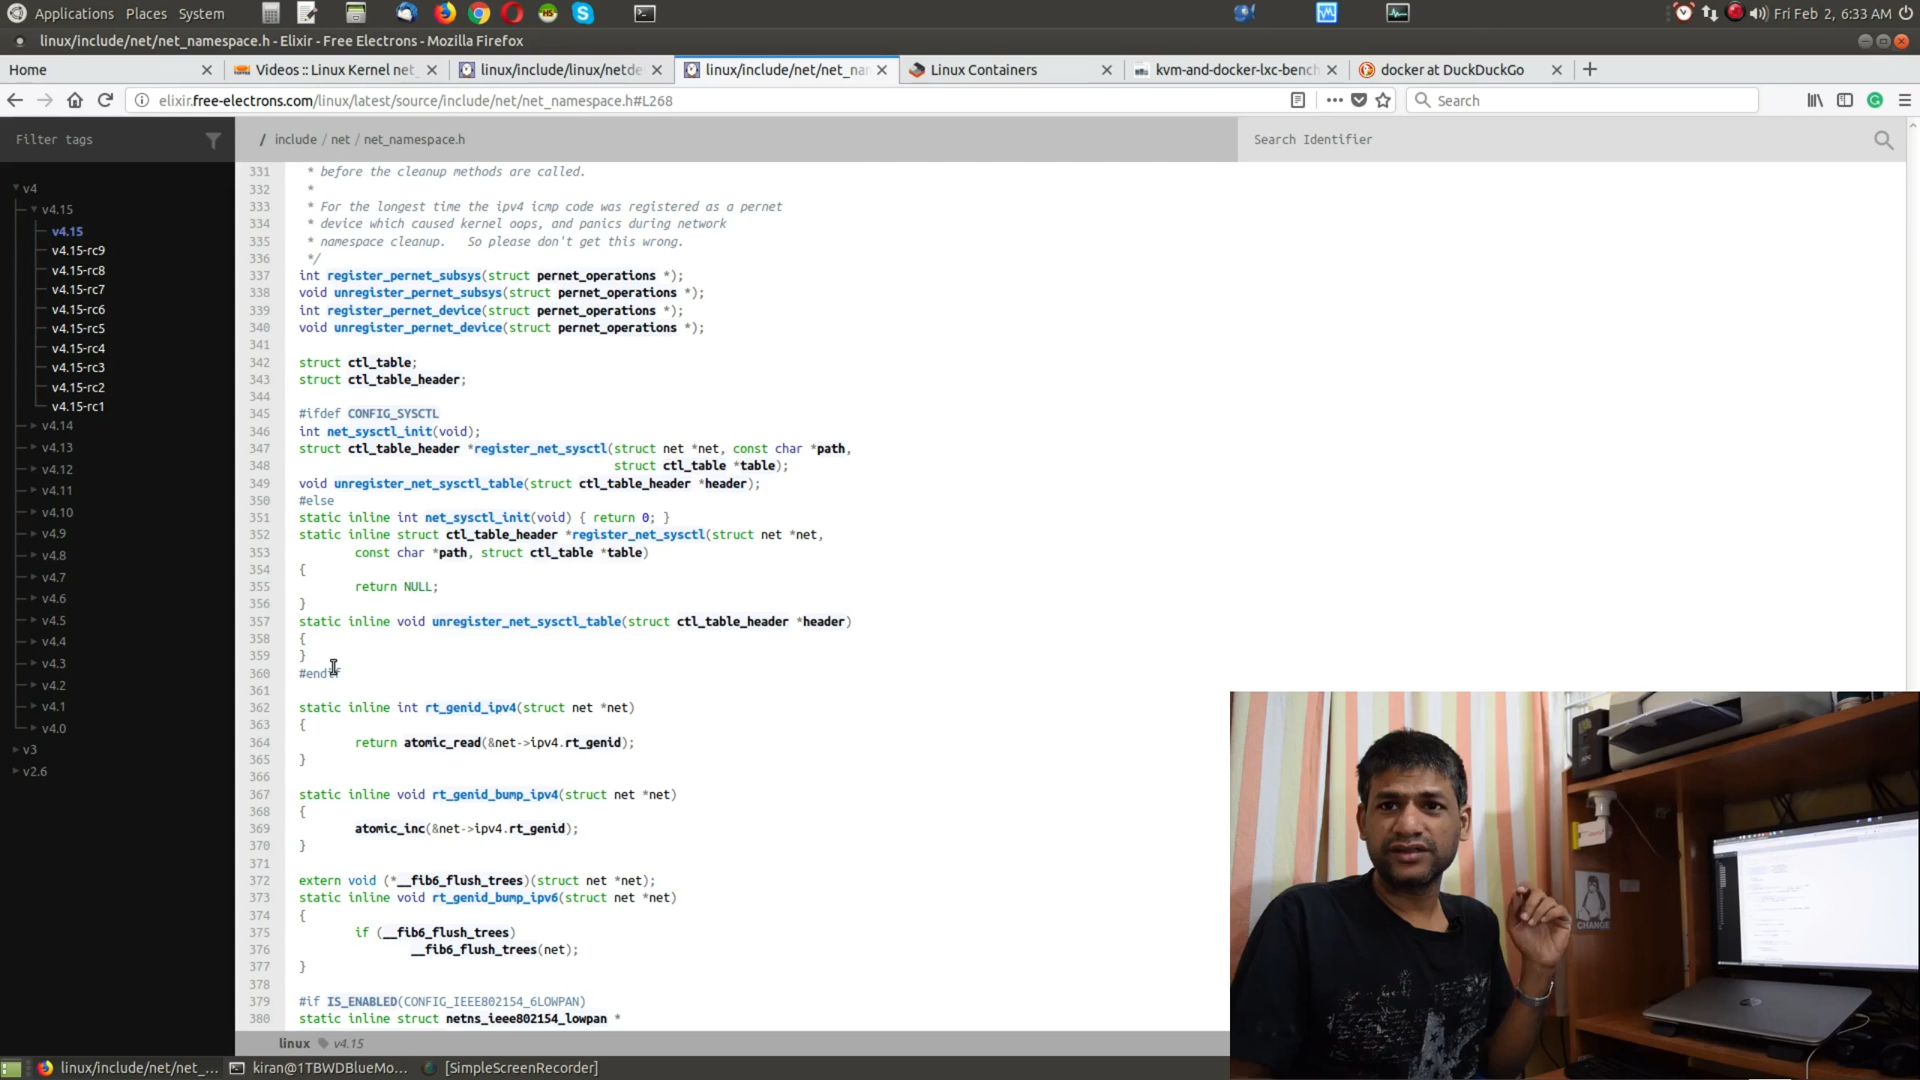 Applications Places System
Fri Feb 2, 6:33 AM
linux/include/net/net_namespace.h - Elixir - Free Electrons - Mozilla Firefox
Home
Videos :: Linux Kernel net
linux/include/linux/netde
linux/include/net/net_na
Linux Containers
kvm-and-docker-lxc-bench
docker at DuckDuckGo
elixir.free-electrons.com/linux/latest/source/include/net/net_namespace.h#L268
Search
Filter tags
/ include / net / net_namespace.h
Search Identifier
v4
v4.15
v4.15
v4.15-rc9
v4.15-rc8
v4.15-rc7
v4.15-rc6
v4.15-rc5
v4.15-rc4
v4.15-rc3
v4.15-rc2
v4.15-rc1
v4.14
v4.13
v4.12
v4.11
v4.10
v4.9
v4.8
v4.7
v4.6
v4.5
v4.4
v4.3
v4.2
v4.1
v4.0
v3
v2.6
331 * before the cleanup methods are called.
332 *
333 * For the longest time the ipv4 icmp code was registered as a pernet
334 * device which caused kernel oops, and panics during network
335 * namespace cleanup. So please don't get this wrong.
336 */
337 int register_pernet_subsys(struct pernet_operations *);
338 void unregister_pernet_subsys(struct pernet_operations *);
339 int register_pernet_device(struct pernet_operations *);
340 void unregister_pernet_device(struct pernet_operations *);
341
342 struct ctl_table;
343 struct ctl_table_header;
344
345 #ifdef CONFIG_SYSCTL
346 int net_sysctl_init(void);
347 struct ctl_table_header *register_net_sysctl(struct net *net, const char *path,
348 struct ctl_table *table);
349 void unregister_net_sysctl_table(struct ctl_table_header *header);
350 #else
351 static inline int net_sysctl_init(void) { return 0; }
352 static inline struct ctl_table_header *register_net_sysctl(struct net *net,
353 const char *path, struct ctl_table *table)
354 {
355 return NULL;
356 }
357 static inline void unregister_net_sysctl_table(struct ctl_table_header *header)
358 {
359 }
360 #endif
361
362 static inline int rt_genid_ipv4(struct net *net)
363 {
364 return atomic_read(&net->ipv4.rt_genid);
365 }
366
367 static inline void rt_genid_bump_ipv4(struct net *net)
368 {
369 atomic_inc(&net->ipv4.rt_genid);
370 }
371
372 extern void (*__fib6_flush_trees)(struct net *net);
373 static inline void rt_genid_bump_ipv6(struct net *net)
374 {
375 if (__fib6_flush_trees)
376 __fib6_flush_trees(net);
377 }
378
379 #if IS_ENABLED(CONFIG_IEEE802154_6LOWPAN)
380 static inline struct netns_ieee802154_lowpan *
linux v4.15
CHANGE
linux/include/net/net_...
kiran@1TBWDBlueMo...
[SimpleScreenRecorder]